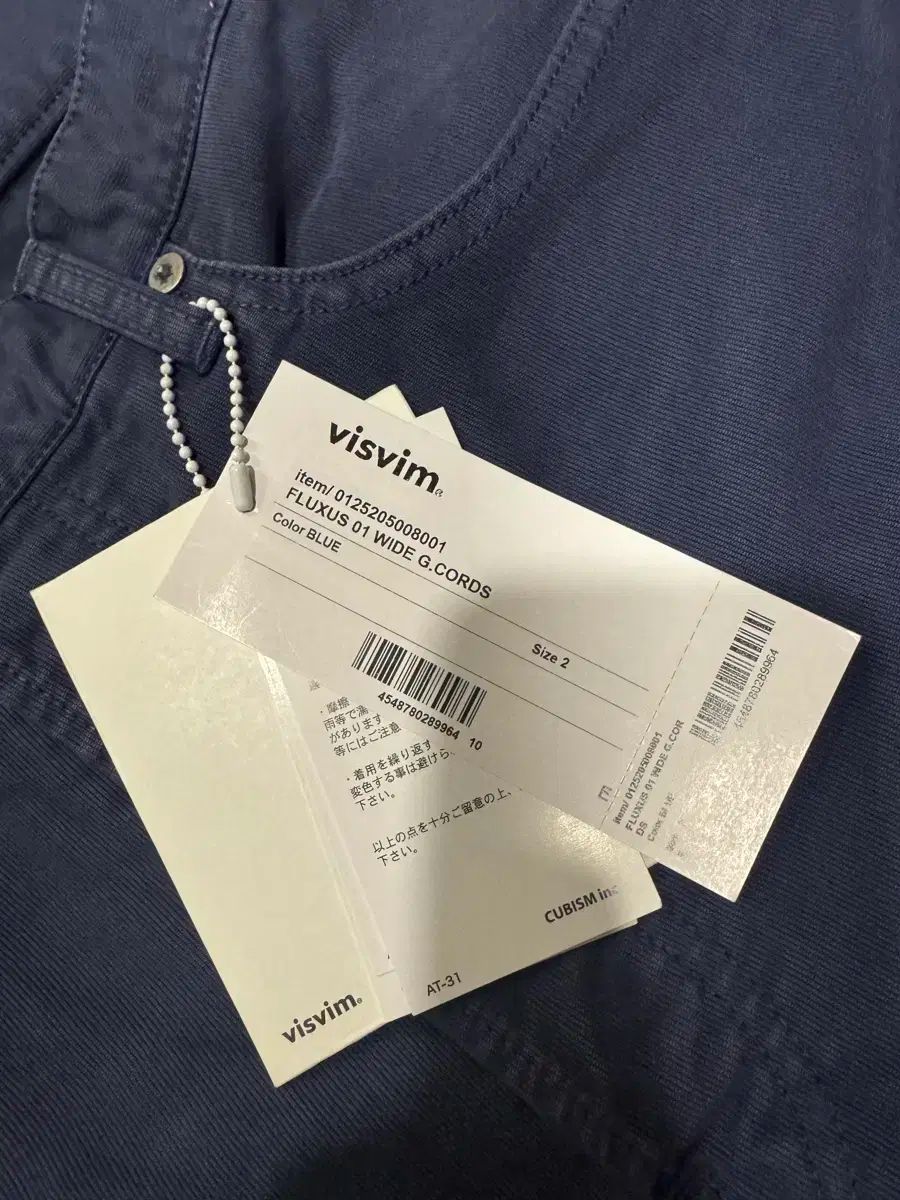 visvim®
item/ 0125205008001
FLUXUS 01 WIDE G.CORDS
Color BLUE
Size 2
4548780289964 10
4548780289964
item/ 0125205008001
FLUXUS 01 WIDE G.COR
DS
・摩擦
雨等で濡
があります
等にはご注意
・着用を繰り返す
変色する事は避けら、
下さい。
以上の点を十分ご留意の上、
下さい。
CUBISM inc
AT-31
visvim®